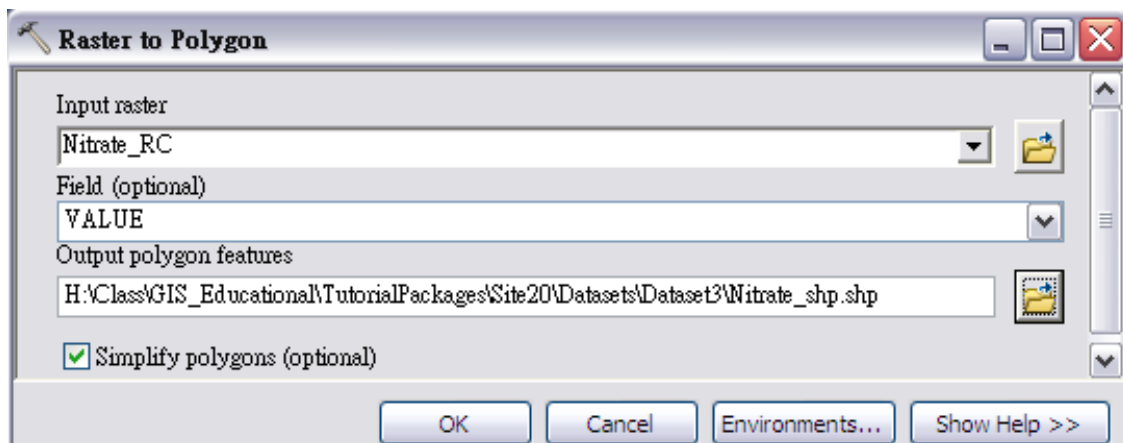 Raster to Polygon
Input raster
Nitrate_RC
Field (optional)
VALUE
Output polygon features
H:\Class\GIS_Educational\TutorialPackages\Site20\Datasets\Dataset3\Nitrate_shp.shp
Simplify polygons (optional)
OK Cancel Environments... Show Help >>